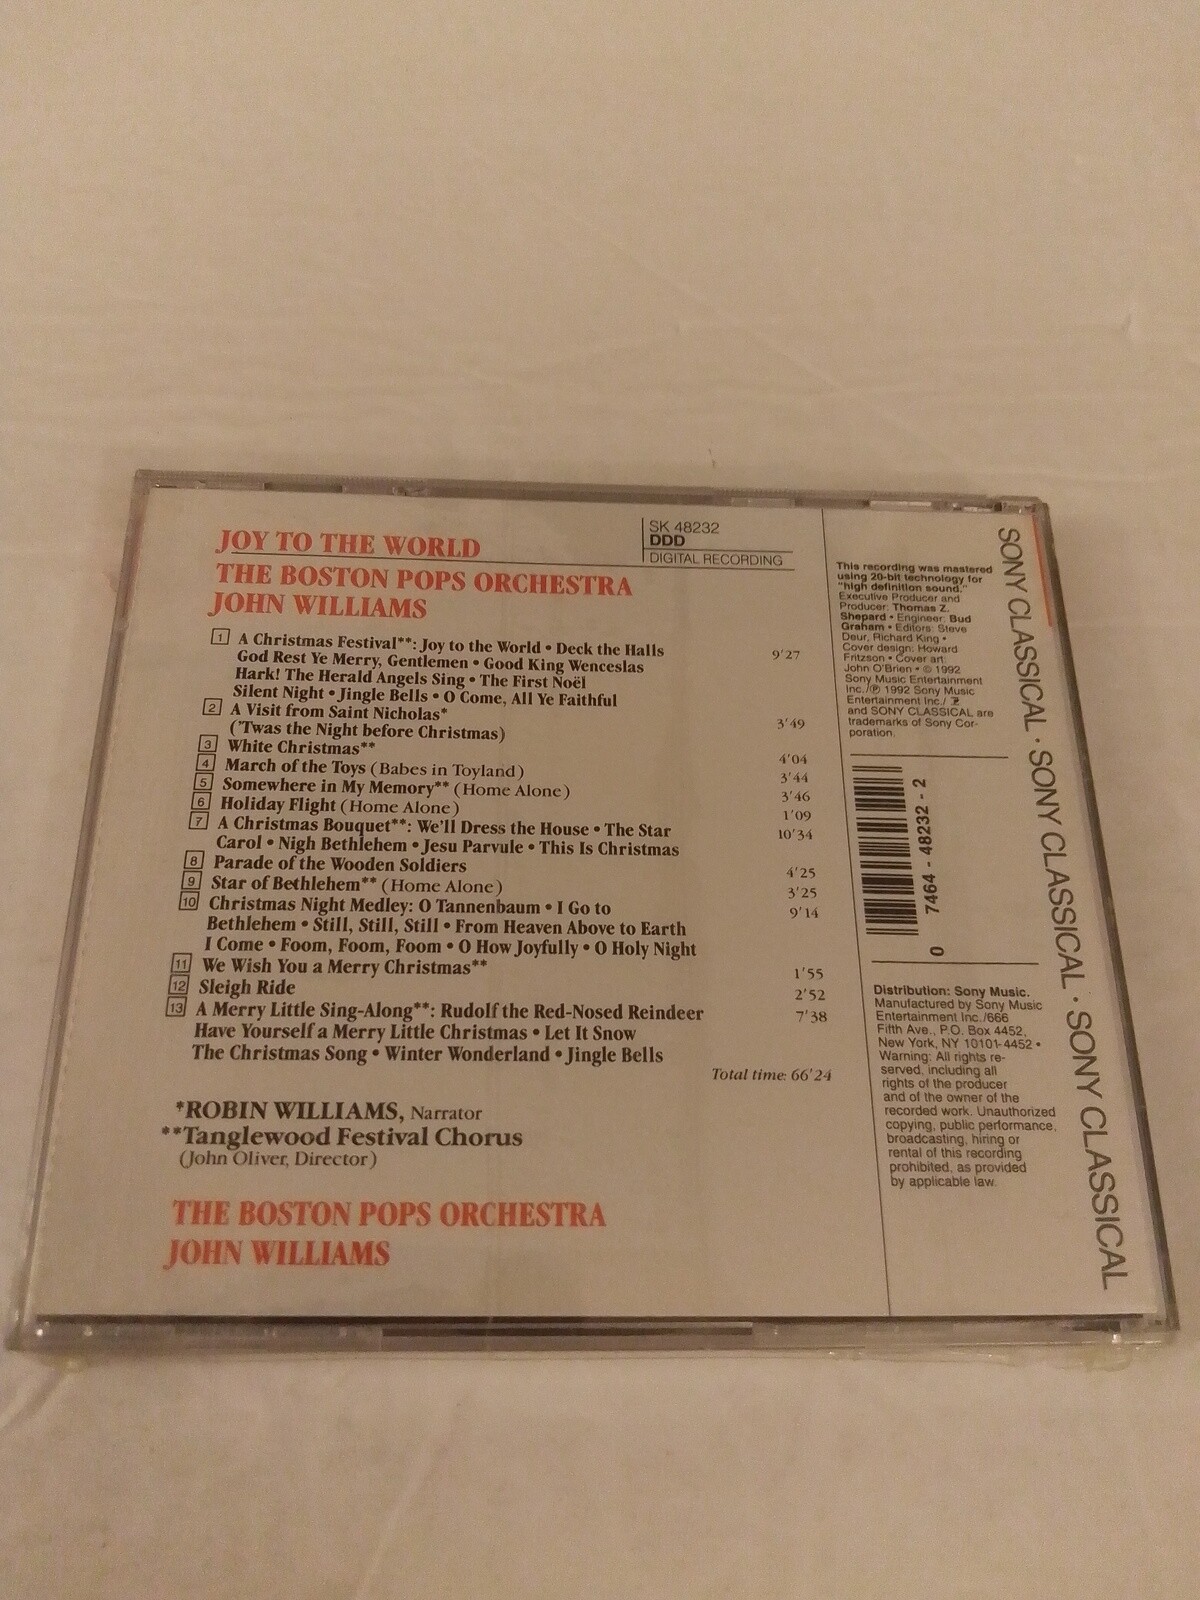 JOY TO THE WORLD
THE BOSTON POPS ORCHESTRA
JOHN WILLIAMS
SK 48232
DDD
DIGITAL RECORDING
1 A Christmas Festival**: Joy to the World • Deck the Halls 9'27
God Rest Ye Merry, Gentlemen • Good King Wenceslas
Hark! The Herald Angels Sing • The First Noël
Silent Night • Jingle Bells • O Come, All Ye Faithful
2 A Visit from Saint Nicholas* 3'49
('Twas the Night before Christmas)
3 White Christmas** 4'04
4 March of the Toys (Babes in Toyland) 3'44
5 Somewhere in My Memory** (Home Alone) 3'46
6 Holiday Flight (Home Alone) 1'09
7 A Christmas Bouquet**: We'll Dress the House • The Star 10'34
Carol • Nigh Bethlehem • Jesu Parvule • This Is Christmas
8 Parade of the Wooden Soldiers 4'25
9 Star of Bethlehem** (Home Alone) 3'25
10 Christmas Night Medley: O Tannenbaum • I Go to 9'14
Bethlehem • Still, Still, Still • From Heaven Above to Earth
I Come • Foom, Foom, Foom • O How Joyfully • O Holy Night
11 We Wish You a Merry Christmas** 1'55
12 Sleigh Ride 2'52
13 A Merry Little Sing-Along**: Rudolf the Red-Nosed Reindeer 7'38
Have Yourself a Merry Little Christmas • Let It Snow
The Christmas Song • Winter Wonderland • Jingle Bells
Total time: 66'24
*ROBIN WILLIAMS, Narrator
**Tanglewood Festival Chorus
(John Oliver, Director)
THE BOSTON POPS ORCHESTRA
JOHN WILLIAMS
This recording was mastered
using 20-bit technology for
"high definition sound."
Executive Producer and
Producer: Thomas Z.
Shepard • Engineer: Bud
Graham • Editors: Steve
Deur, Richard King •
Cover design: Howard
Fritzson • Cover art:
John O'Brien • © 1992
Sony Music Entertainment
Inc./℗ 1992 Sony Music
Entertainment Inc./
and SONY CLASSICAL are
trademarks of Sony Cor-
poration.
0 7464-48232-2
Distribution: Sony Music.
Manufactured by Sony Music
Entertainment Inc./666
Fifth Ave., P.O. Box 4452,
New York, NY 10101-4452 •
Warning: All rights re-
served, including all
rights of the producer
and of the owner of the
recorded work. Unauthorized
copying, public performance,
broadcasting, hiring or
rental of this recording
prohibited, as provided
by applicable law.
SONY CLASSICAL · SONY CLASSICAL · SONY CLASSICAL